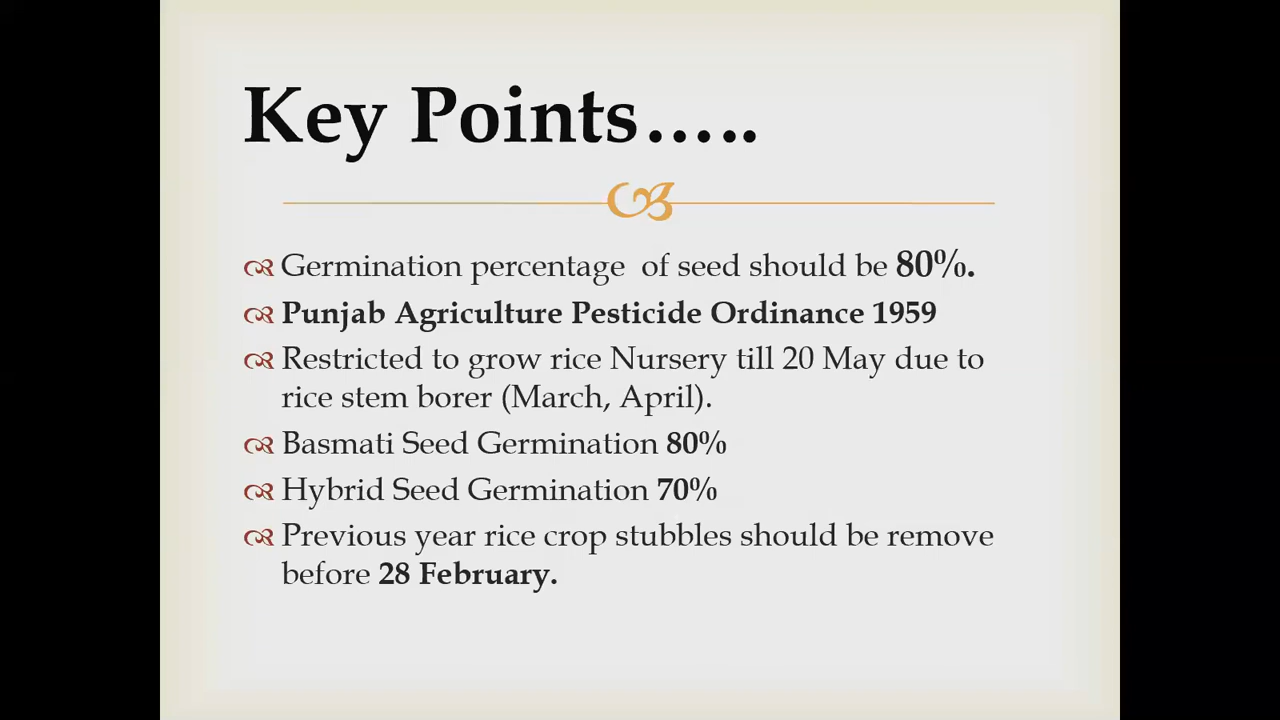 Key Points.....
Germination percentage  of seed should be 80%.
Punjab Agriculture Pesticide Ordinance 1959
Restricted to grow rice Nursery till 20 May due to
rice stem borer (March, April).
Basmati Seed Germination 80%
Hybrid Seed Germination 70%
Previous year rice crop stubbles should be remove
before 28 February.